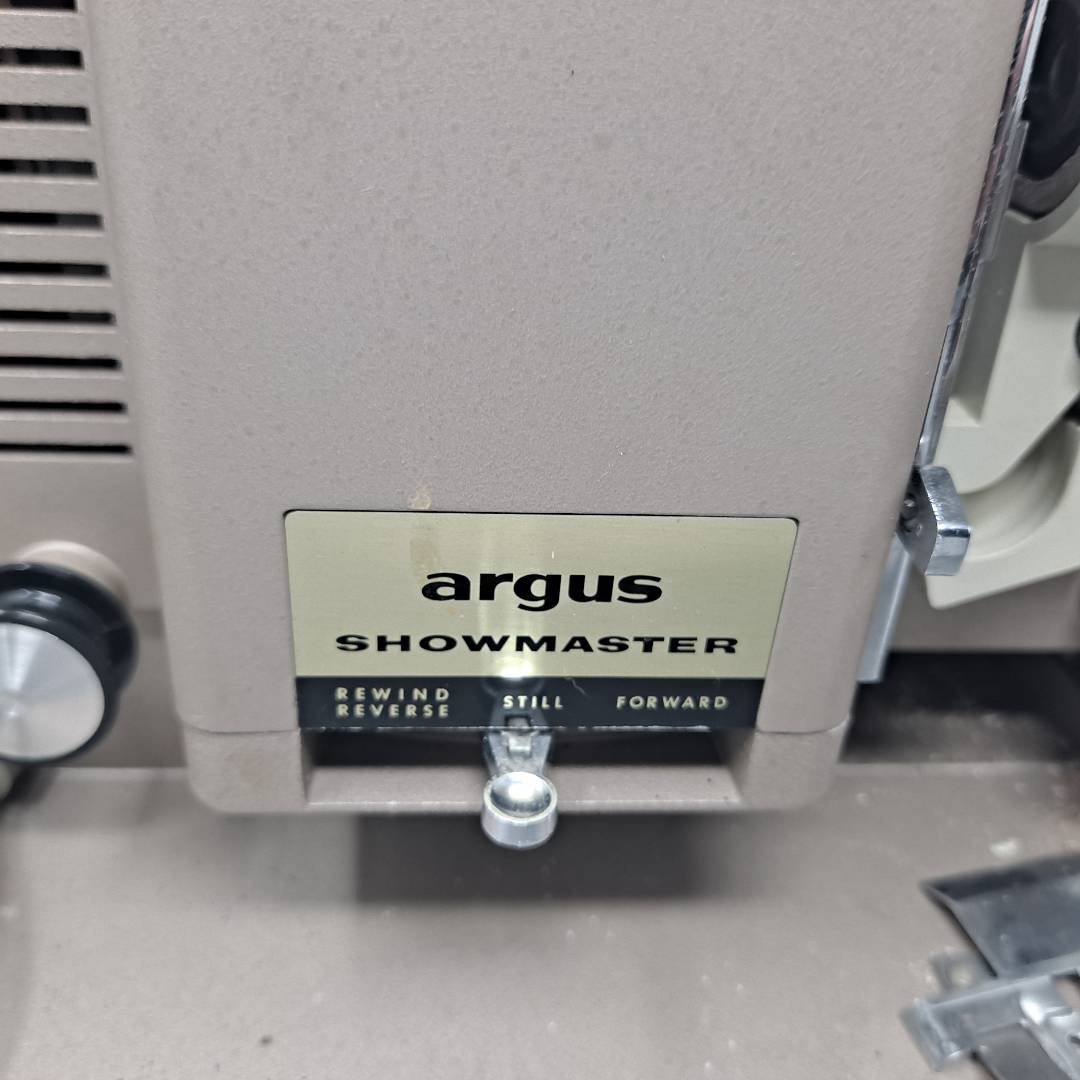 argus
SHOWMASTER
REWIND
REVERSE
STILL
FORWARD